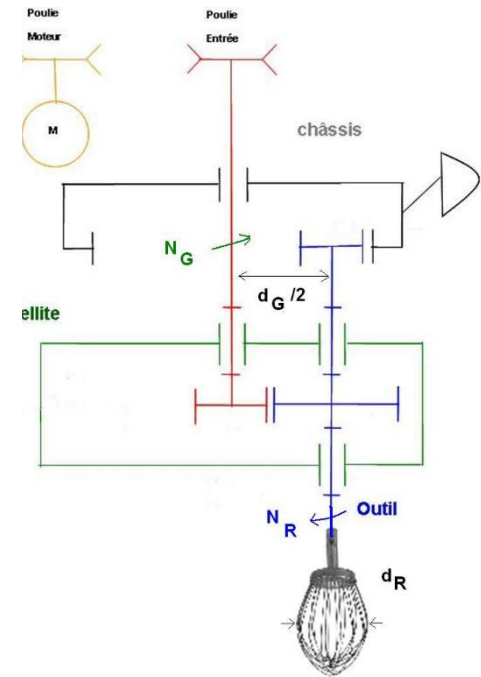 Poulie
Moteur
Poulie
Entrée
M
châssis
N G
d G /2
ellite
N R
Outil
d R